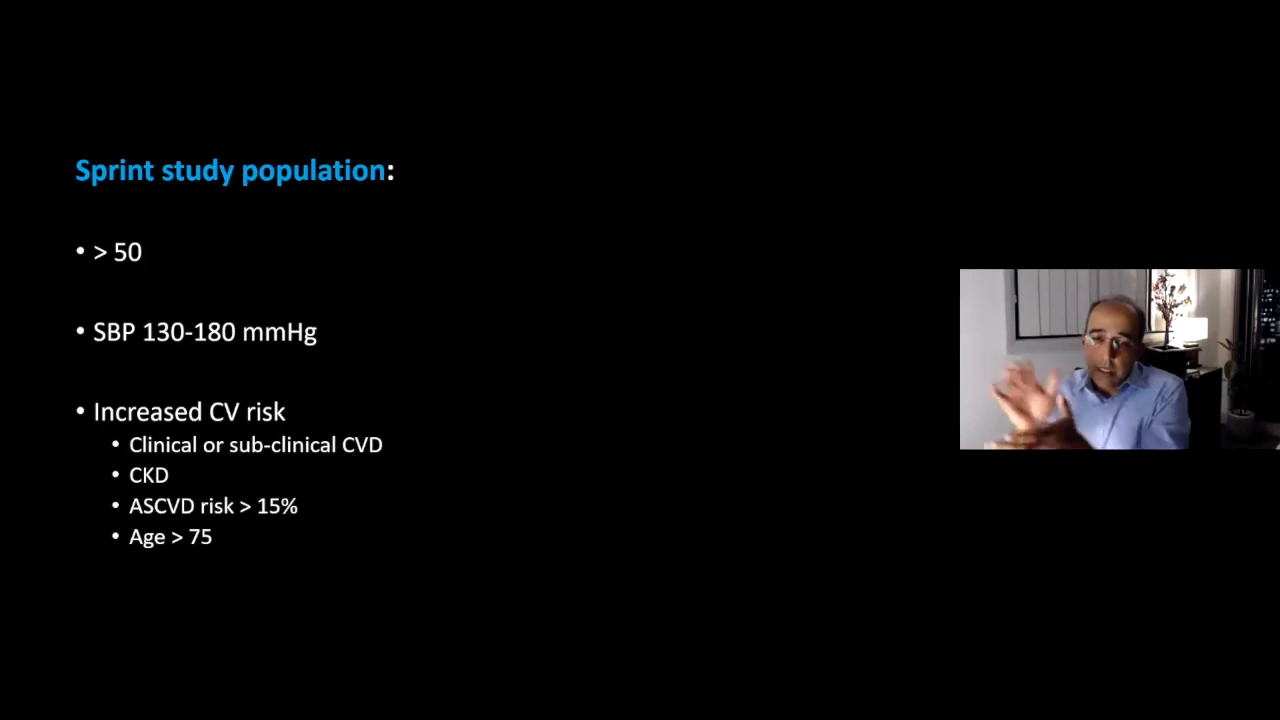 Sprint study population:
• > 50
• SBP 130-180 mmHg
• Increased CV risk
• Clinical or sub-clinical CVD
• CKD
• ASCVD risk > 15%
• Age > 75